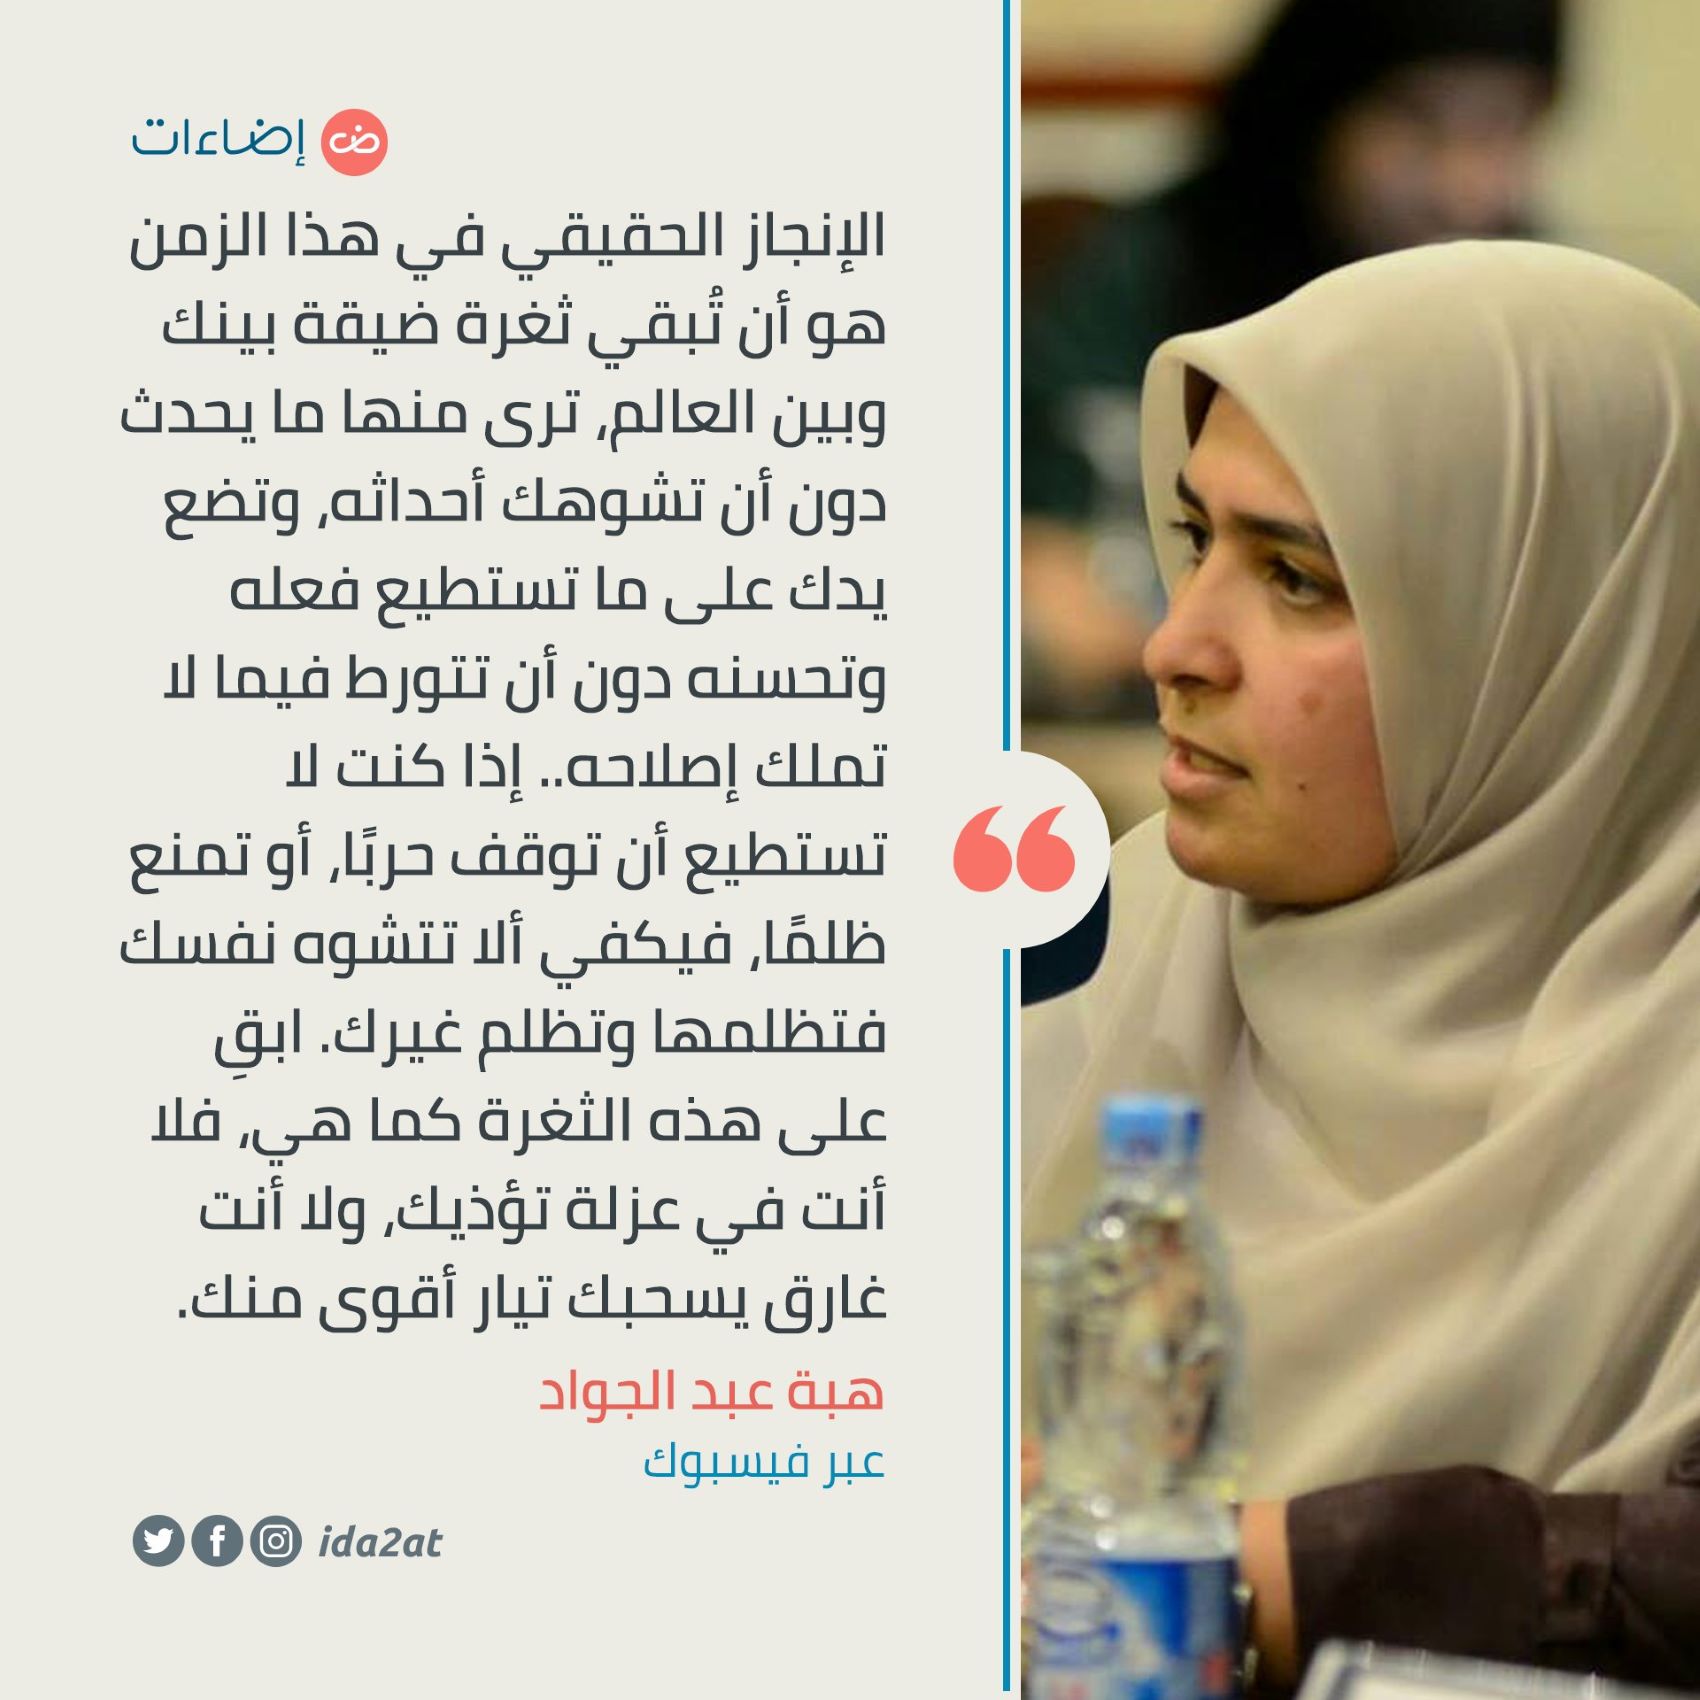 إضاءات
الإنجاز الحقيقي في هذا الزمن
هو أن تُبقي ثغرة ضيقة بينك
وبين العالم، ترى منها ما يحدث
دون أن تشوهك أحداثه، وتضع
يدك على ما تستطيع فعله
وتحسنه دون أن تتورط فيما لا
تملك إصلاحه.. إذا كنت لا
تستطيع أن توقف حربًا، أو تمنع
ظلمًا، فيكفي ألا تتشوه نفسك
فتظلمها وتظلم غيرك. ابقِ
على هذه الثغرة كما هي، فلا
أنت في عزلة تؤذيك، ولا أنت
غارق يسحبك تيار أقوى منك.
هبة عبد الجواد
عبر فيسبوك
ida2at